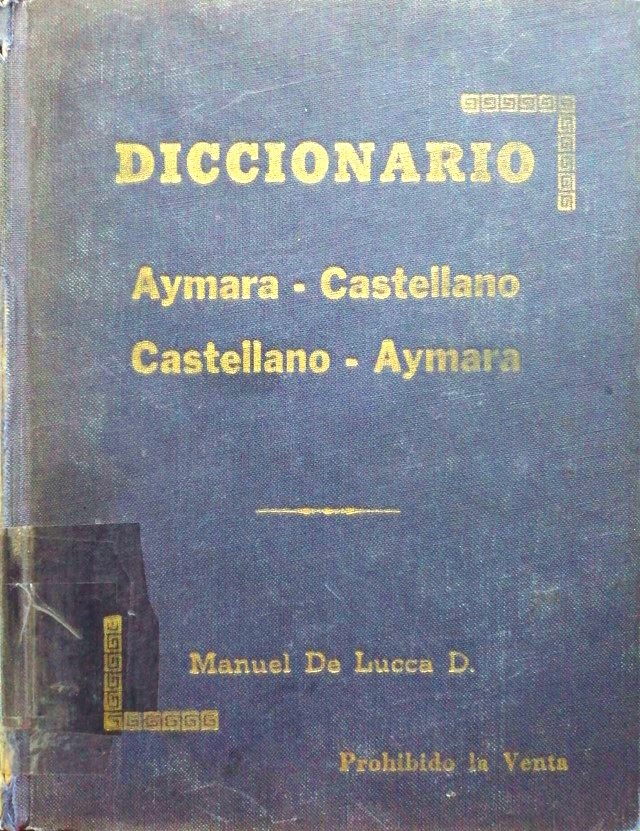 DICCIONARIO
Aymara - Castellano
Castellano - Aymara
Manuel De Lucca D.
Prohibido la Venta